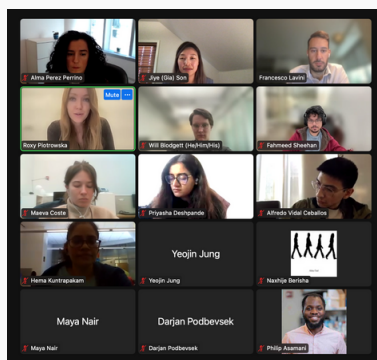 Alma Perez Perrino
Jiye (Gia) Son
Francesco Lavini
Mute
Roxy Piotrowska
Will Blodgett (He/Him/His)
Fahmeed Sheehan
Maeva Coste
Priyasha Deshpande
Alfredo Vidal Ceballos
Hema Kuntrapakam
Yeojin Jung
Yeojin Jung
Naxhije Berisha
Maya Nair
Maya Nair
Darjan Podbevsek
Darjan Podbevsek
Philip Asamani